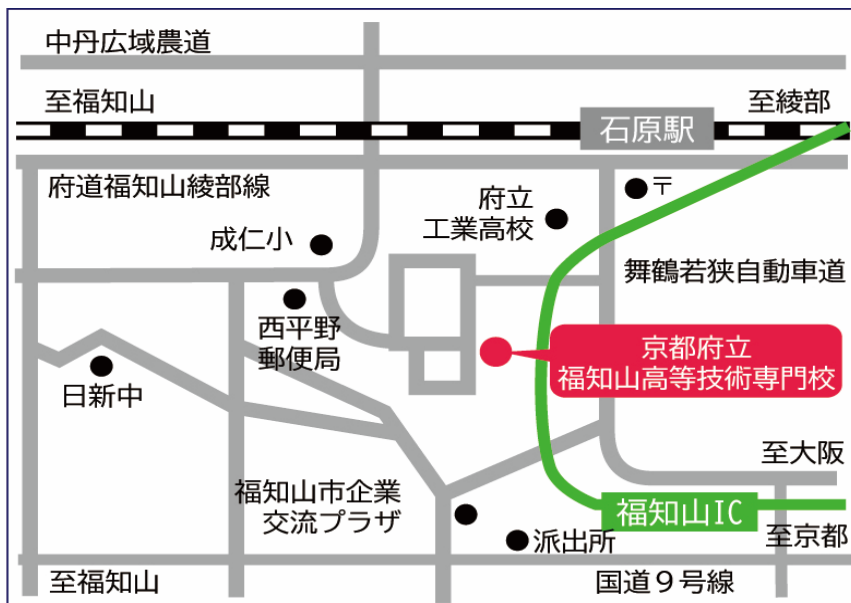 中丹広域農道
至福知山
至綾部
石原駅
府道福知山綾部線
〒
府立
工業高校
成仁小
舞鶴若狭自動車道
西平野
郵便局
京都府立
福知山高等技術専門校
日新中
至大阪
福知山市企業
交流プラザ
福知山IC
派出所
至京都
至福知山
国道9号線